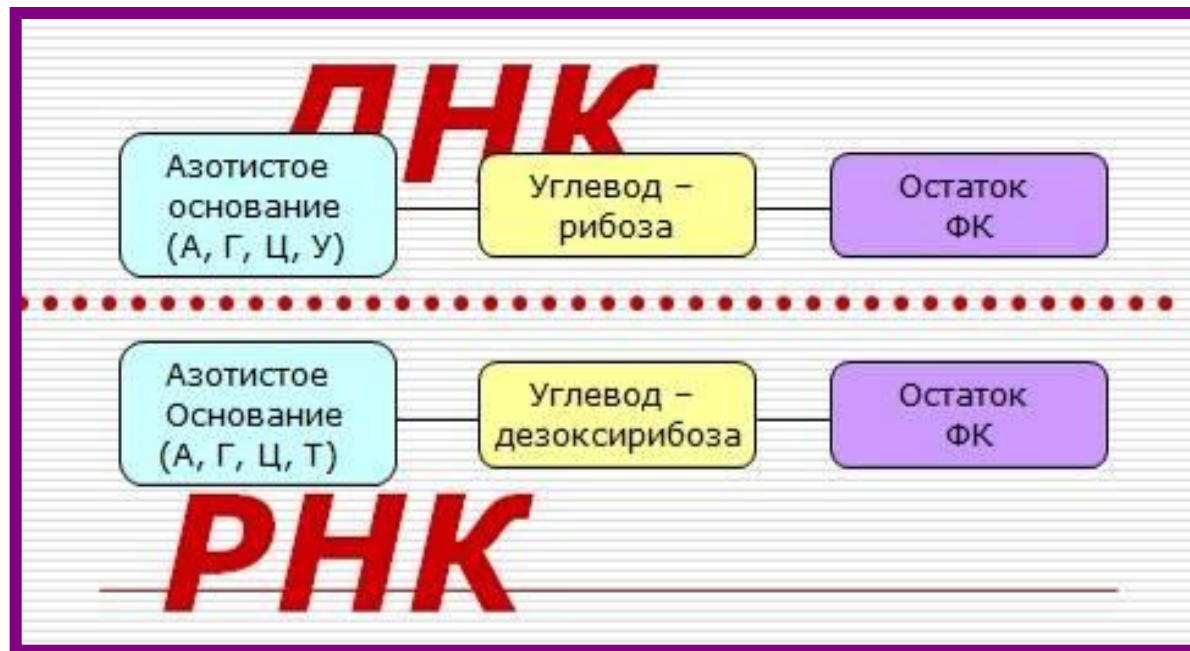 ДНК
Азотистое
основание
(А, Г, Ц, У)
Углевод –
рибоза
Остаток
ФК
Азотистое
Основание
(А, Г, Ц, Т)
Углевод –
дезоксирибоза
Остаток
ФК
РНК